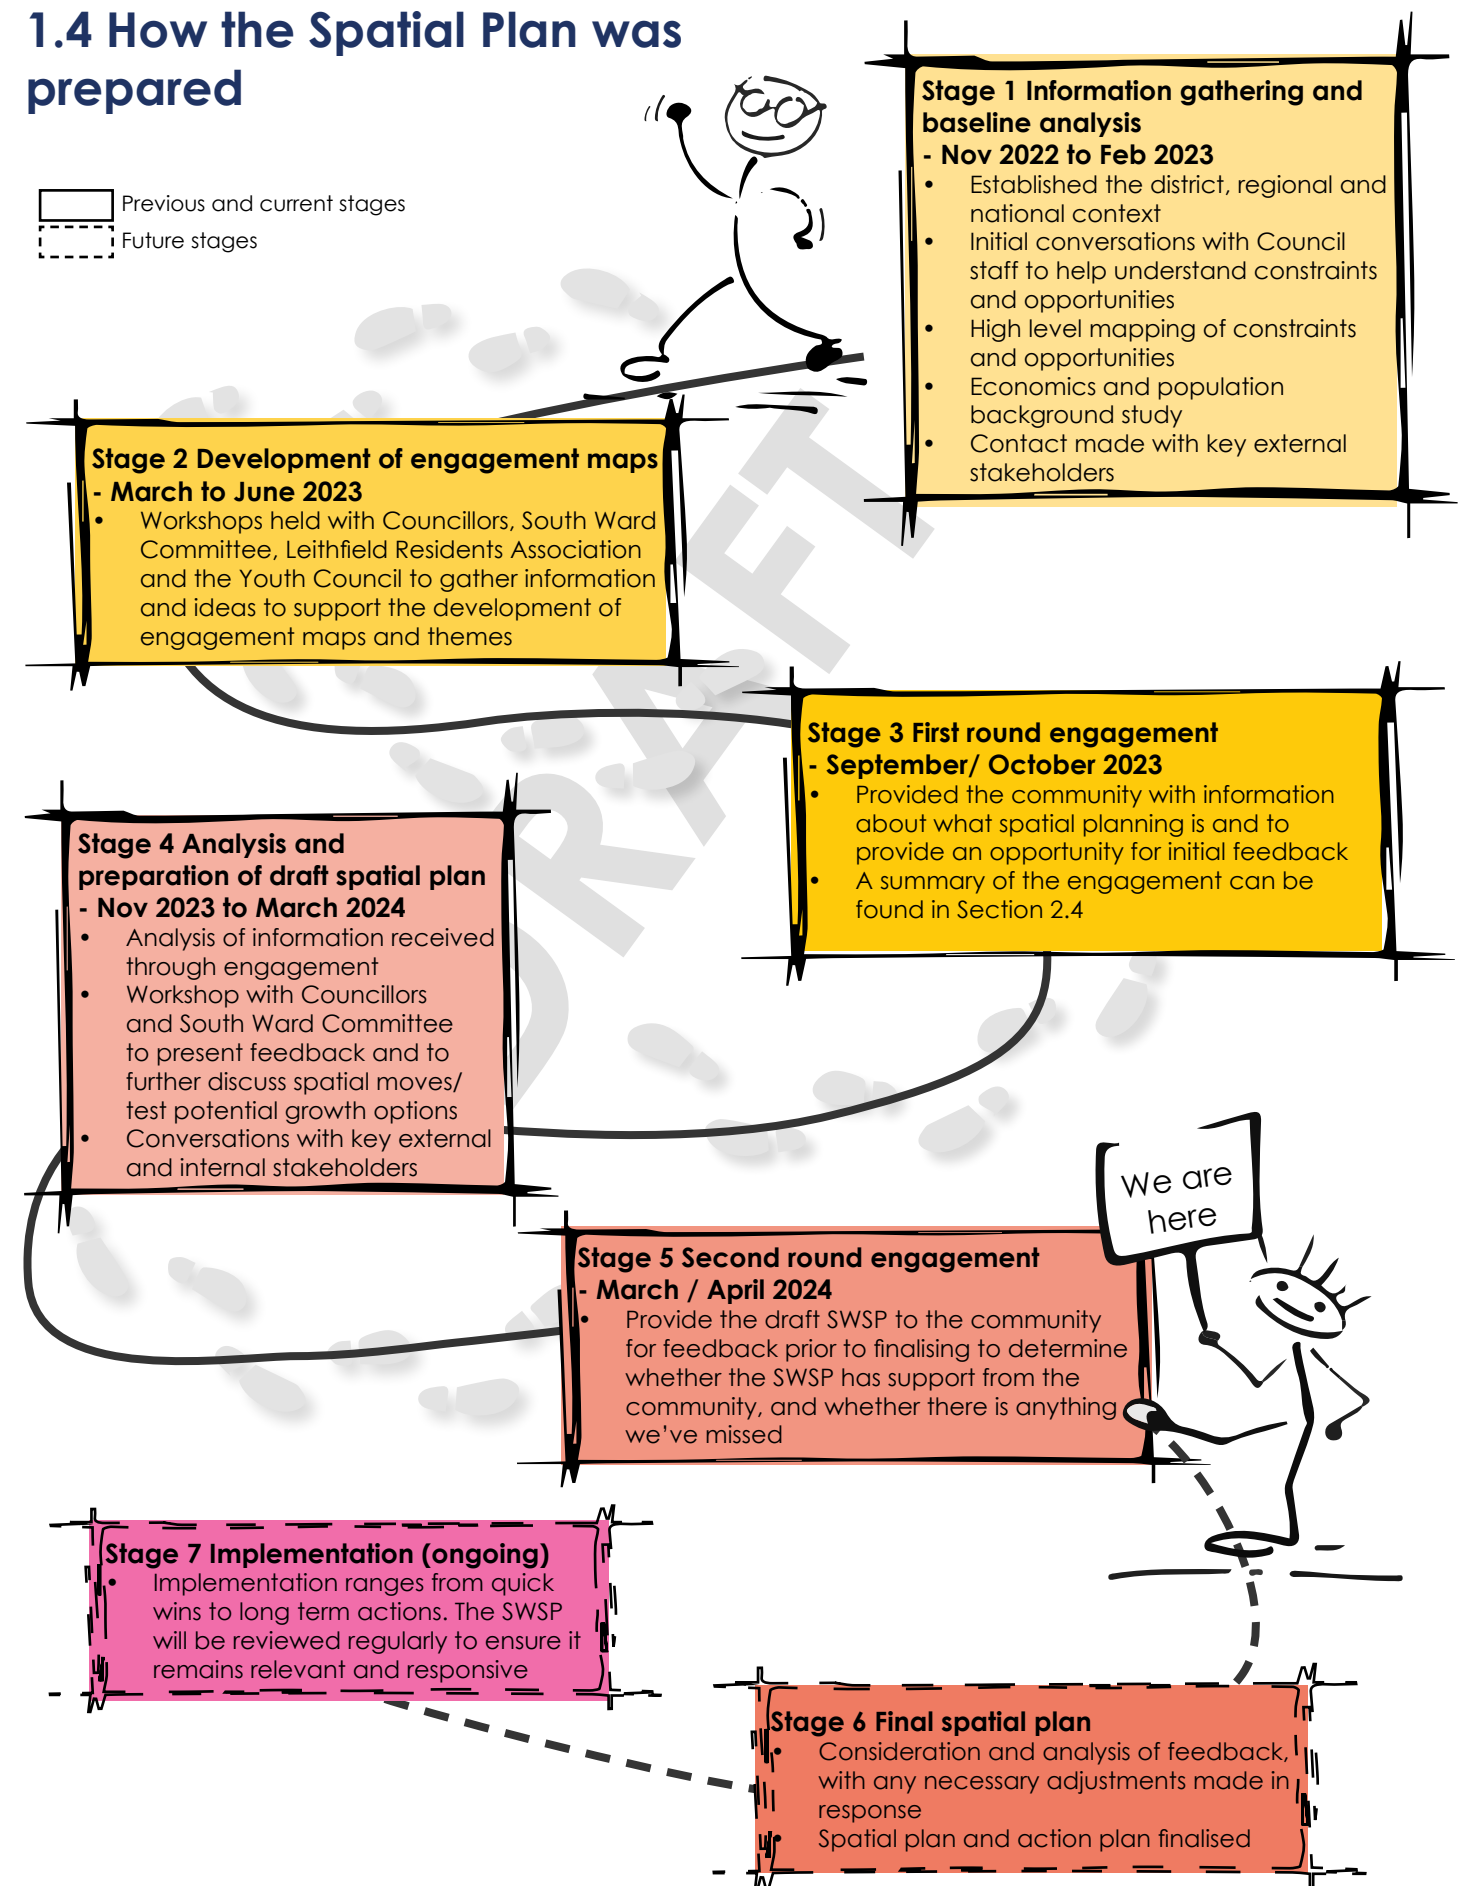 1.4 How the Spatial Plan was
prepared
Previous and current stages
Future stages
Stage 1 Information gathering and
baseline analysis
- Nov 2022 to Feb 2023
• Established the district, regional and
national context
• Initial conversations with Council
staff to help understand constraints
and opportunities
• High level mapping of constraints
and opportunities
• Economics and population
background study
• Contact made with key external
stakeholders
Stage 2 Development of engagement maps
- March to June 2023
• Workshops held with Councillors, South Ward
Committee, Leithfield Residents Association
and the Youth Council to gather information
and ideas to support the development of
engagement maps and themes
DRAFT
Stage 3 First round engagement
- September/ October 2023
• Provided the community with information
about what spatial planning is and to
provide an opportunity for initial feedback
• A summary of the engagement can be
found in Section 2.4
Stage 4 Analysis and
preparation of draft spatial plan
- Nov 2023 to March 2024
• Analysis of information received
through engagement
• Workshop with Councillors
and South Ward Committee
to present feedback and to
further discuss spatial moves/
test potential growth options
• Conversations with key external
and internal stakeholders
We are
here
Stage 5 Second round engagement
- March / April 2024
• Provide the draft SWSP to the community
for feedback prior to finalising to determine
whether the SWSP has support from the
community, and whether there is anything
we've missed
Stage 7 Implementation (ongoing)
• Implementation ranges from quick
wins to long term actions. The SWSP
will be reviewed regularly to ensure it
remains relevant and responsive
Stage 6 Final spatial plan
• Consideration and analysis of feedback,
with any necessary adjustments made in
response
• Spatial plan and action plan finalised